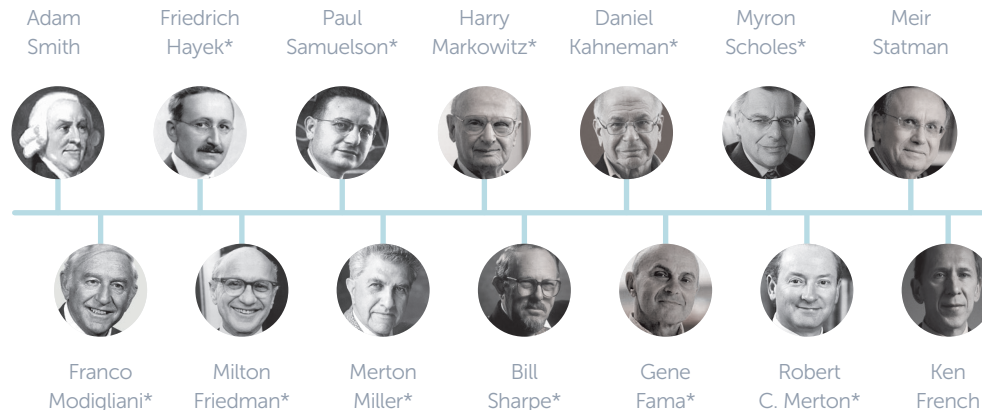 Adam
Smith
Friedrich
Hayek*
Paul
Samuelson*
Harry
Markowitz*
Daniel
Kahneman*
Myron
Scholes*
Meir
Statman
Franco
Modigliani*
Milton
Friedman*
Merton
Miller*
Bill
Sharpe*
Gene
Fama*
Robert
C. Merton*
Ken
French